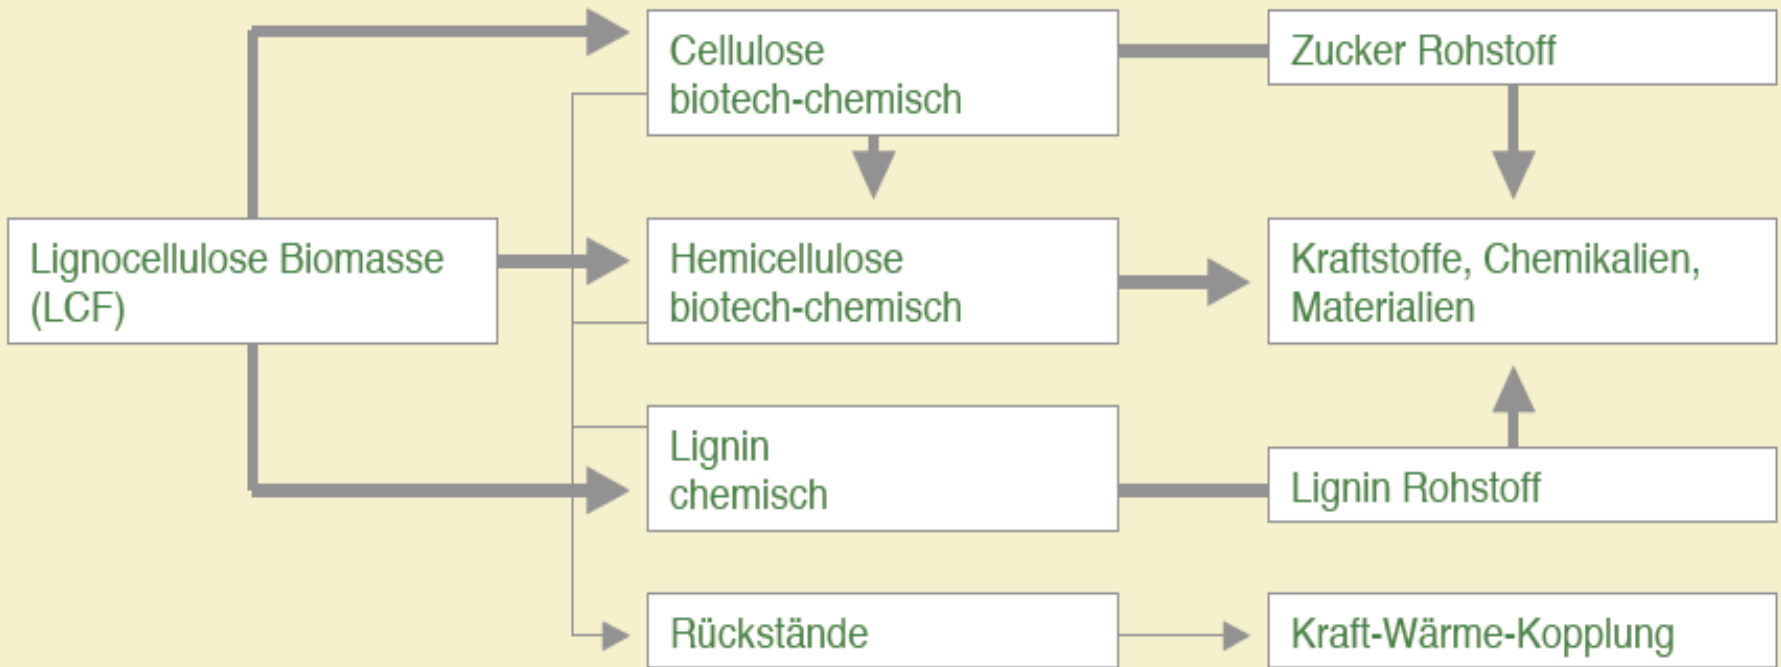 Cellulose
biotech-chemisch
Zucker Rohstoff
Lignocellulose Biomasse
(LCF)
Hemicellulose
biotech-chemisch
Kraftstoffe, Chemikalien,
Materialien
Lignin
chemisch
Lignin Rohstoff
Rückstände
Kraft-Wärme-Kopplung